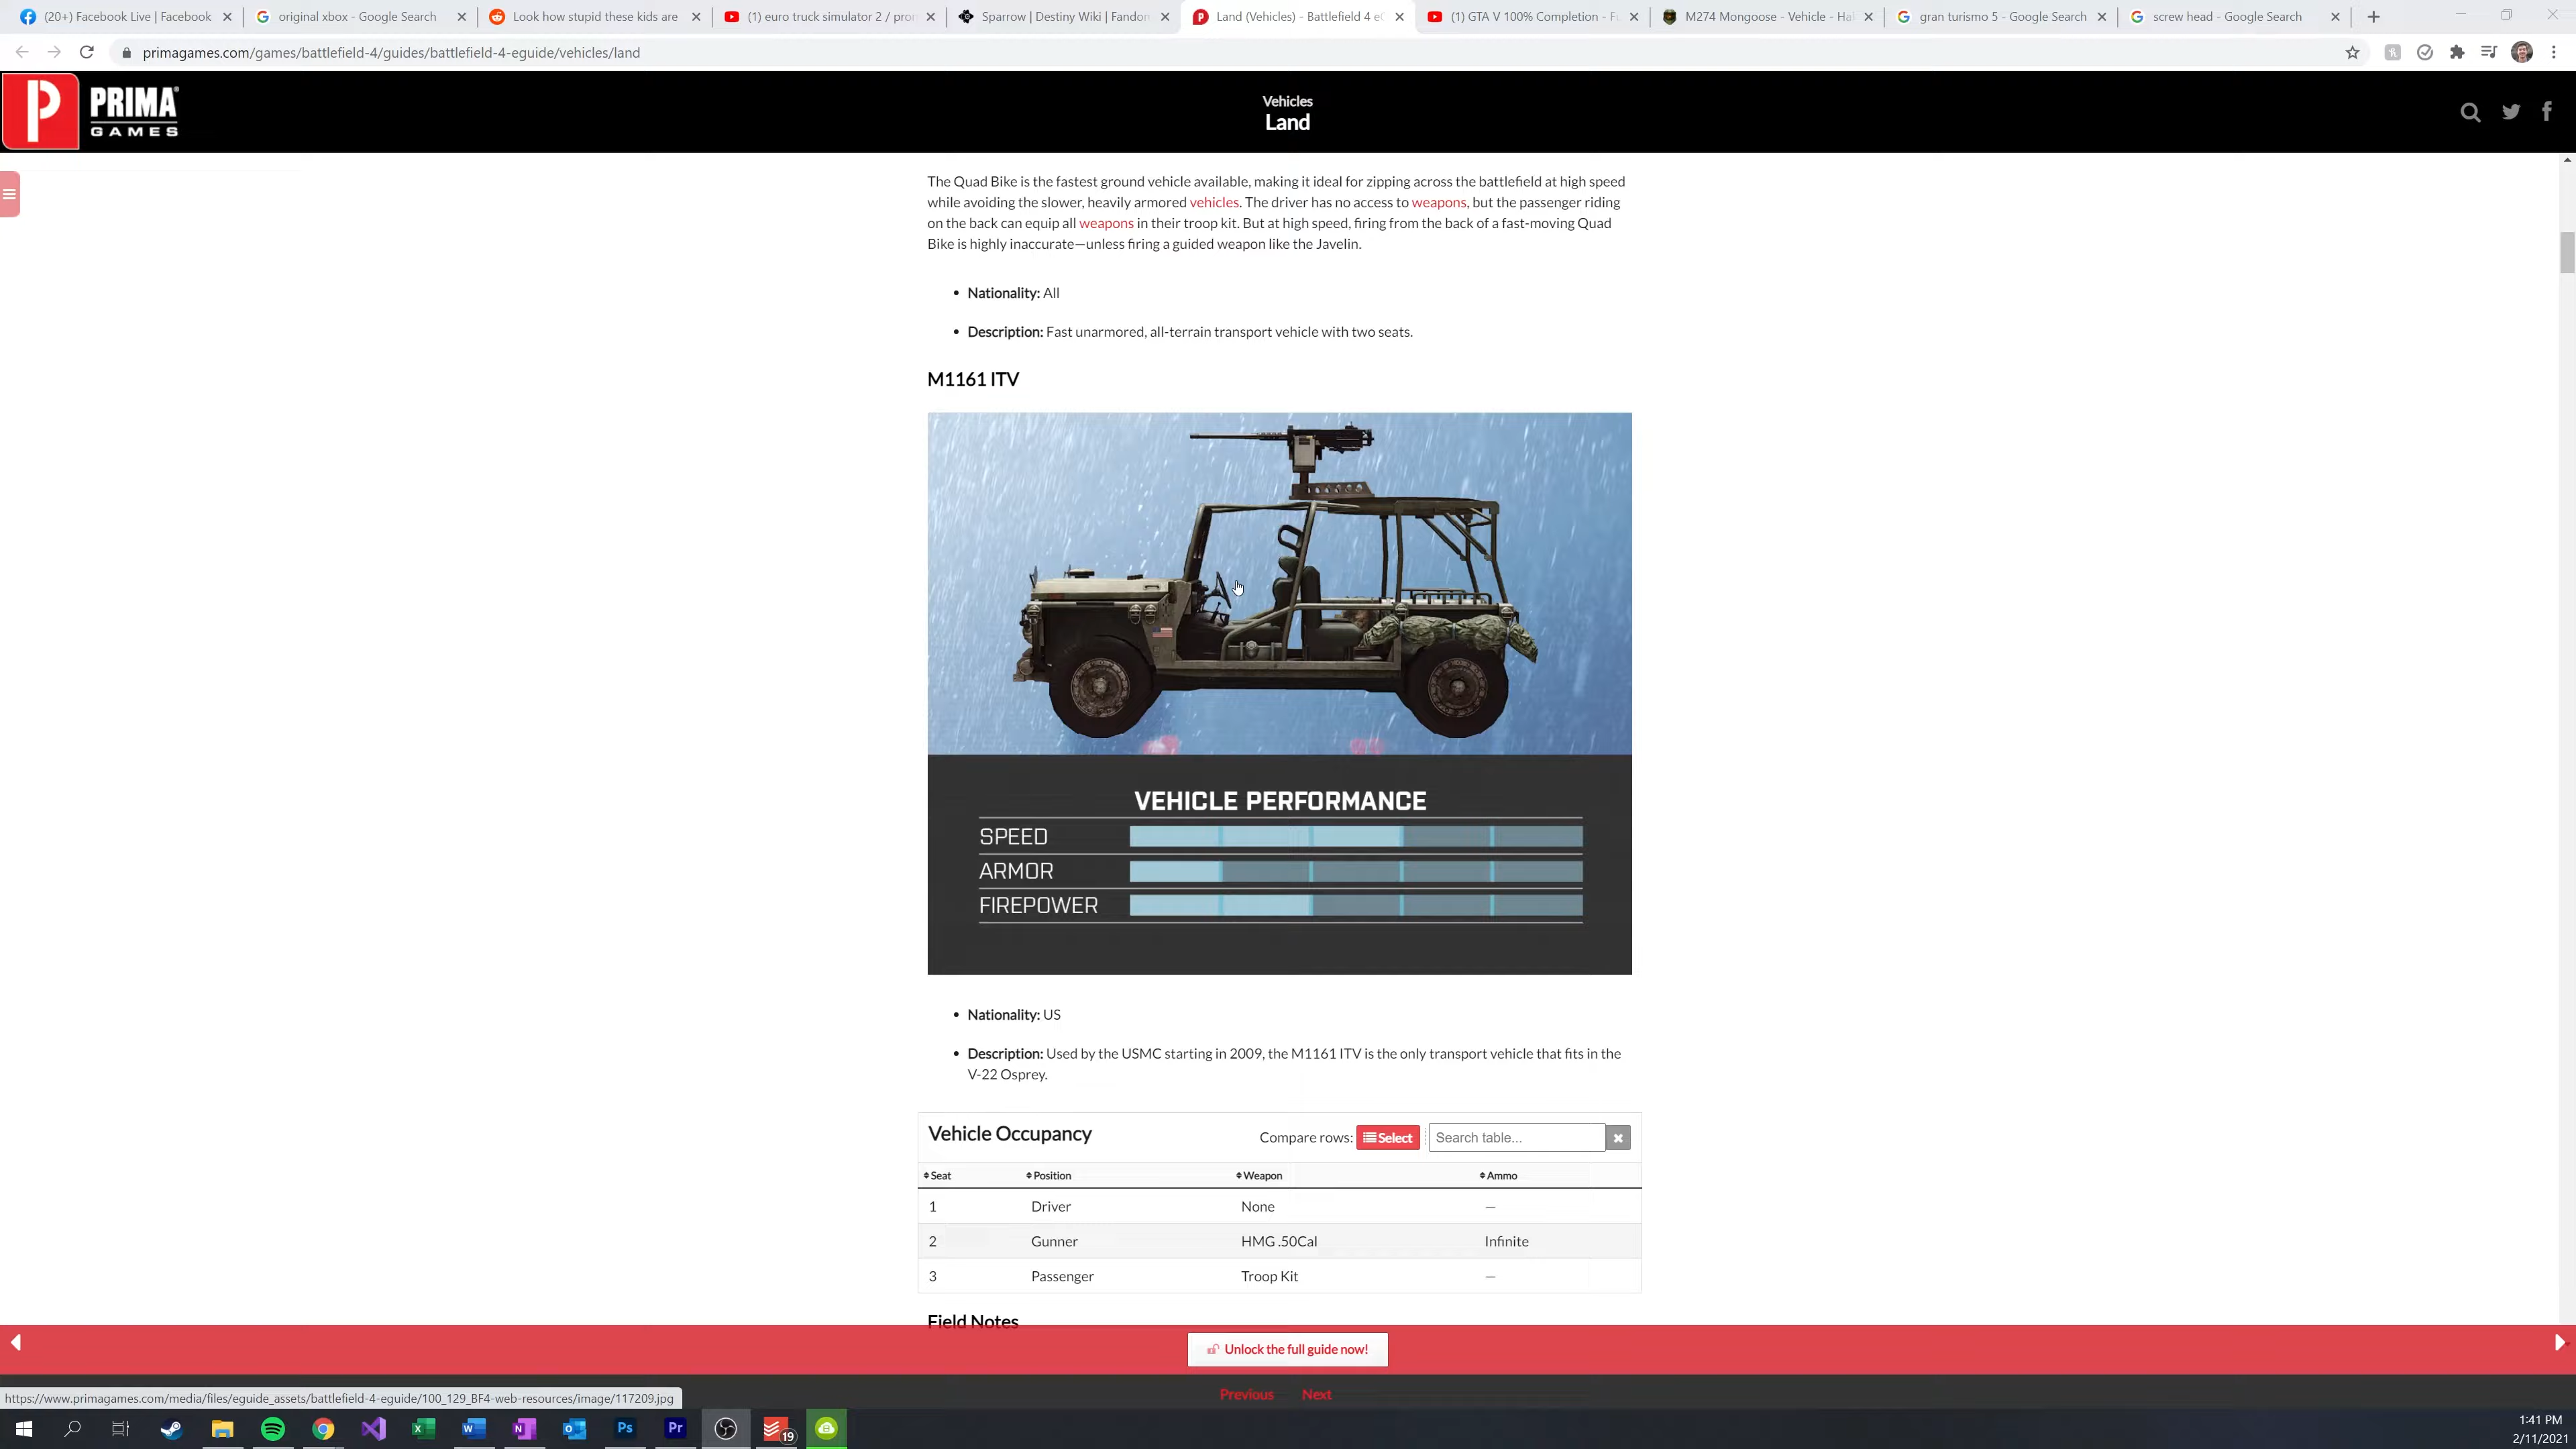 (20+) Facebook Live | Facebook
original xbox - Google Search
Look how stupid these kids are
(1) euro truck simulator 2 / pron
Sparrow | Destiny Wiki | Fandom
Land (Vehicles) - Battlefield 4 eG
(1) GTA V 100% Completion - Fu
M274 Mongoose - Vehicle - Hal
gran turismo 5 - Google Search
screw head - Google Search
primagames.com/games/battlefield-4/guides/battlefield-4-eguide/vehicles/land
PRIMA
GAMES
Vehicles
Land
The Quad Bike is the fastest ground vehicle available, making it ideal for zipping across the battlefield at high speed
while avoiding the slower, heavily armored vehicles. The driver has no access to weapons, but the passenger riding
on the back can equip all weapons in their troop kit. But at high speed, firing from the back of a fast-moving Quad
Bike is highly inaccurate—unless firing a guided weapon like the Javelin.
• Nationality: All
• Description: Fast unarmored, all-terrain transport vehicle with two seats.
M1161 ITV
VEHICLE PERFORMANCE
SPEED
ARMOR
FIREPOWER
• Nationality: US
• Description: Used by the USMC starting in 2009, the M1161 ITV is the only transport vehicle that fits in the
V-22 Osprey.
Vehicle Occupancy Compare rows: Select Search table...
Seat Position Weapon Ammo
1 Driver None —
2 Gunner HMG .50Cal Infinite
3 Passenger Troop Kit —
Field Notes
Unlock the full guide now!
https://www.primagames.com/media/files/eguide_assets/battlefield-4-eguide/100_129_BF4-web-resources/image/117209.jpg
Previous Next
19
1:41 PM
2/11/2021